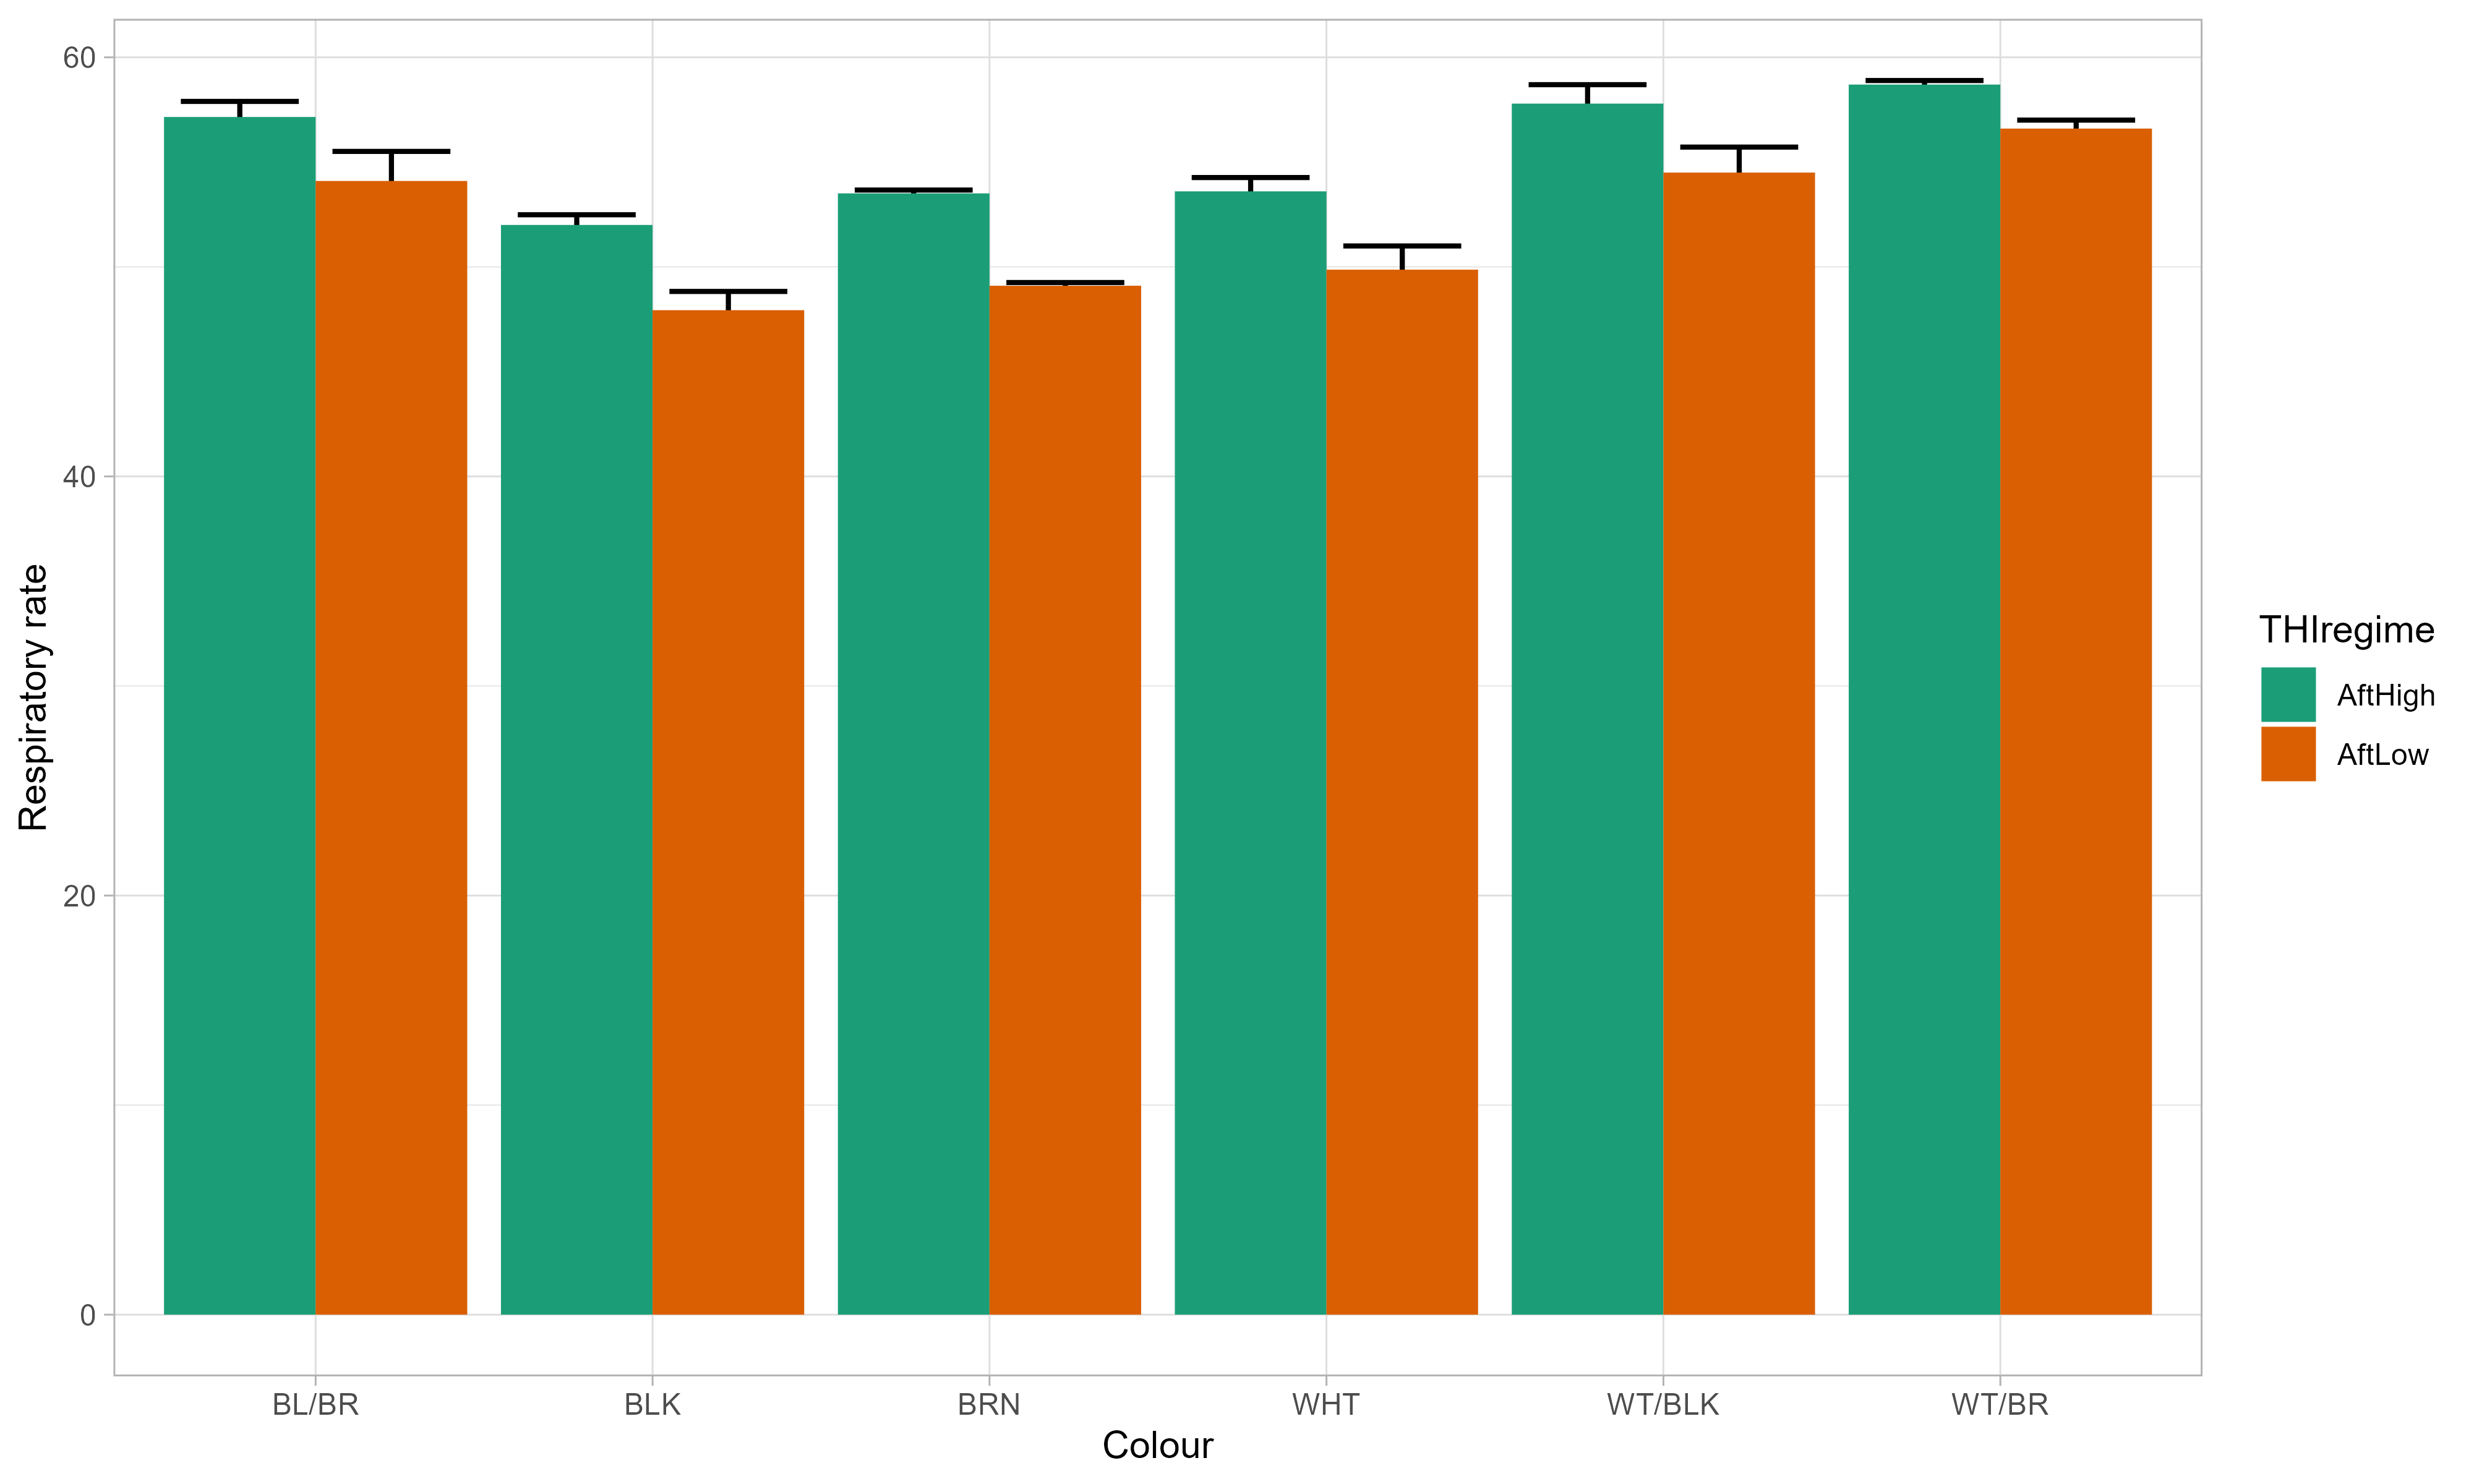 Respiratory rate
60
40
20
0
BL/BR BLK BRN WHT WT/BLK WT/BR
Colour
THIregime
AftHigh
AftLow